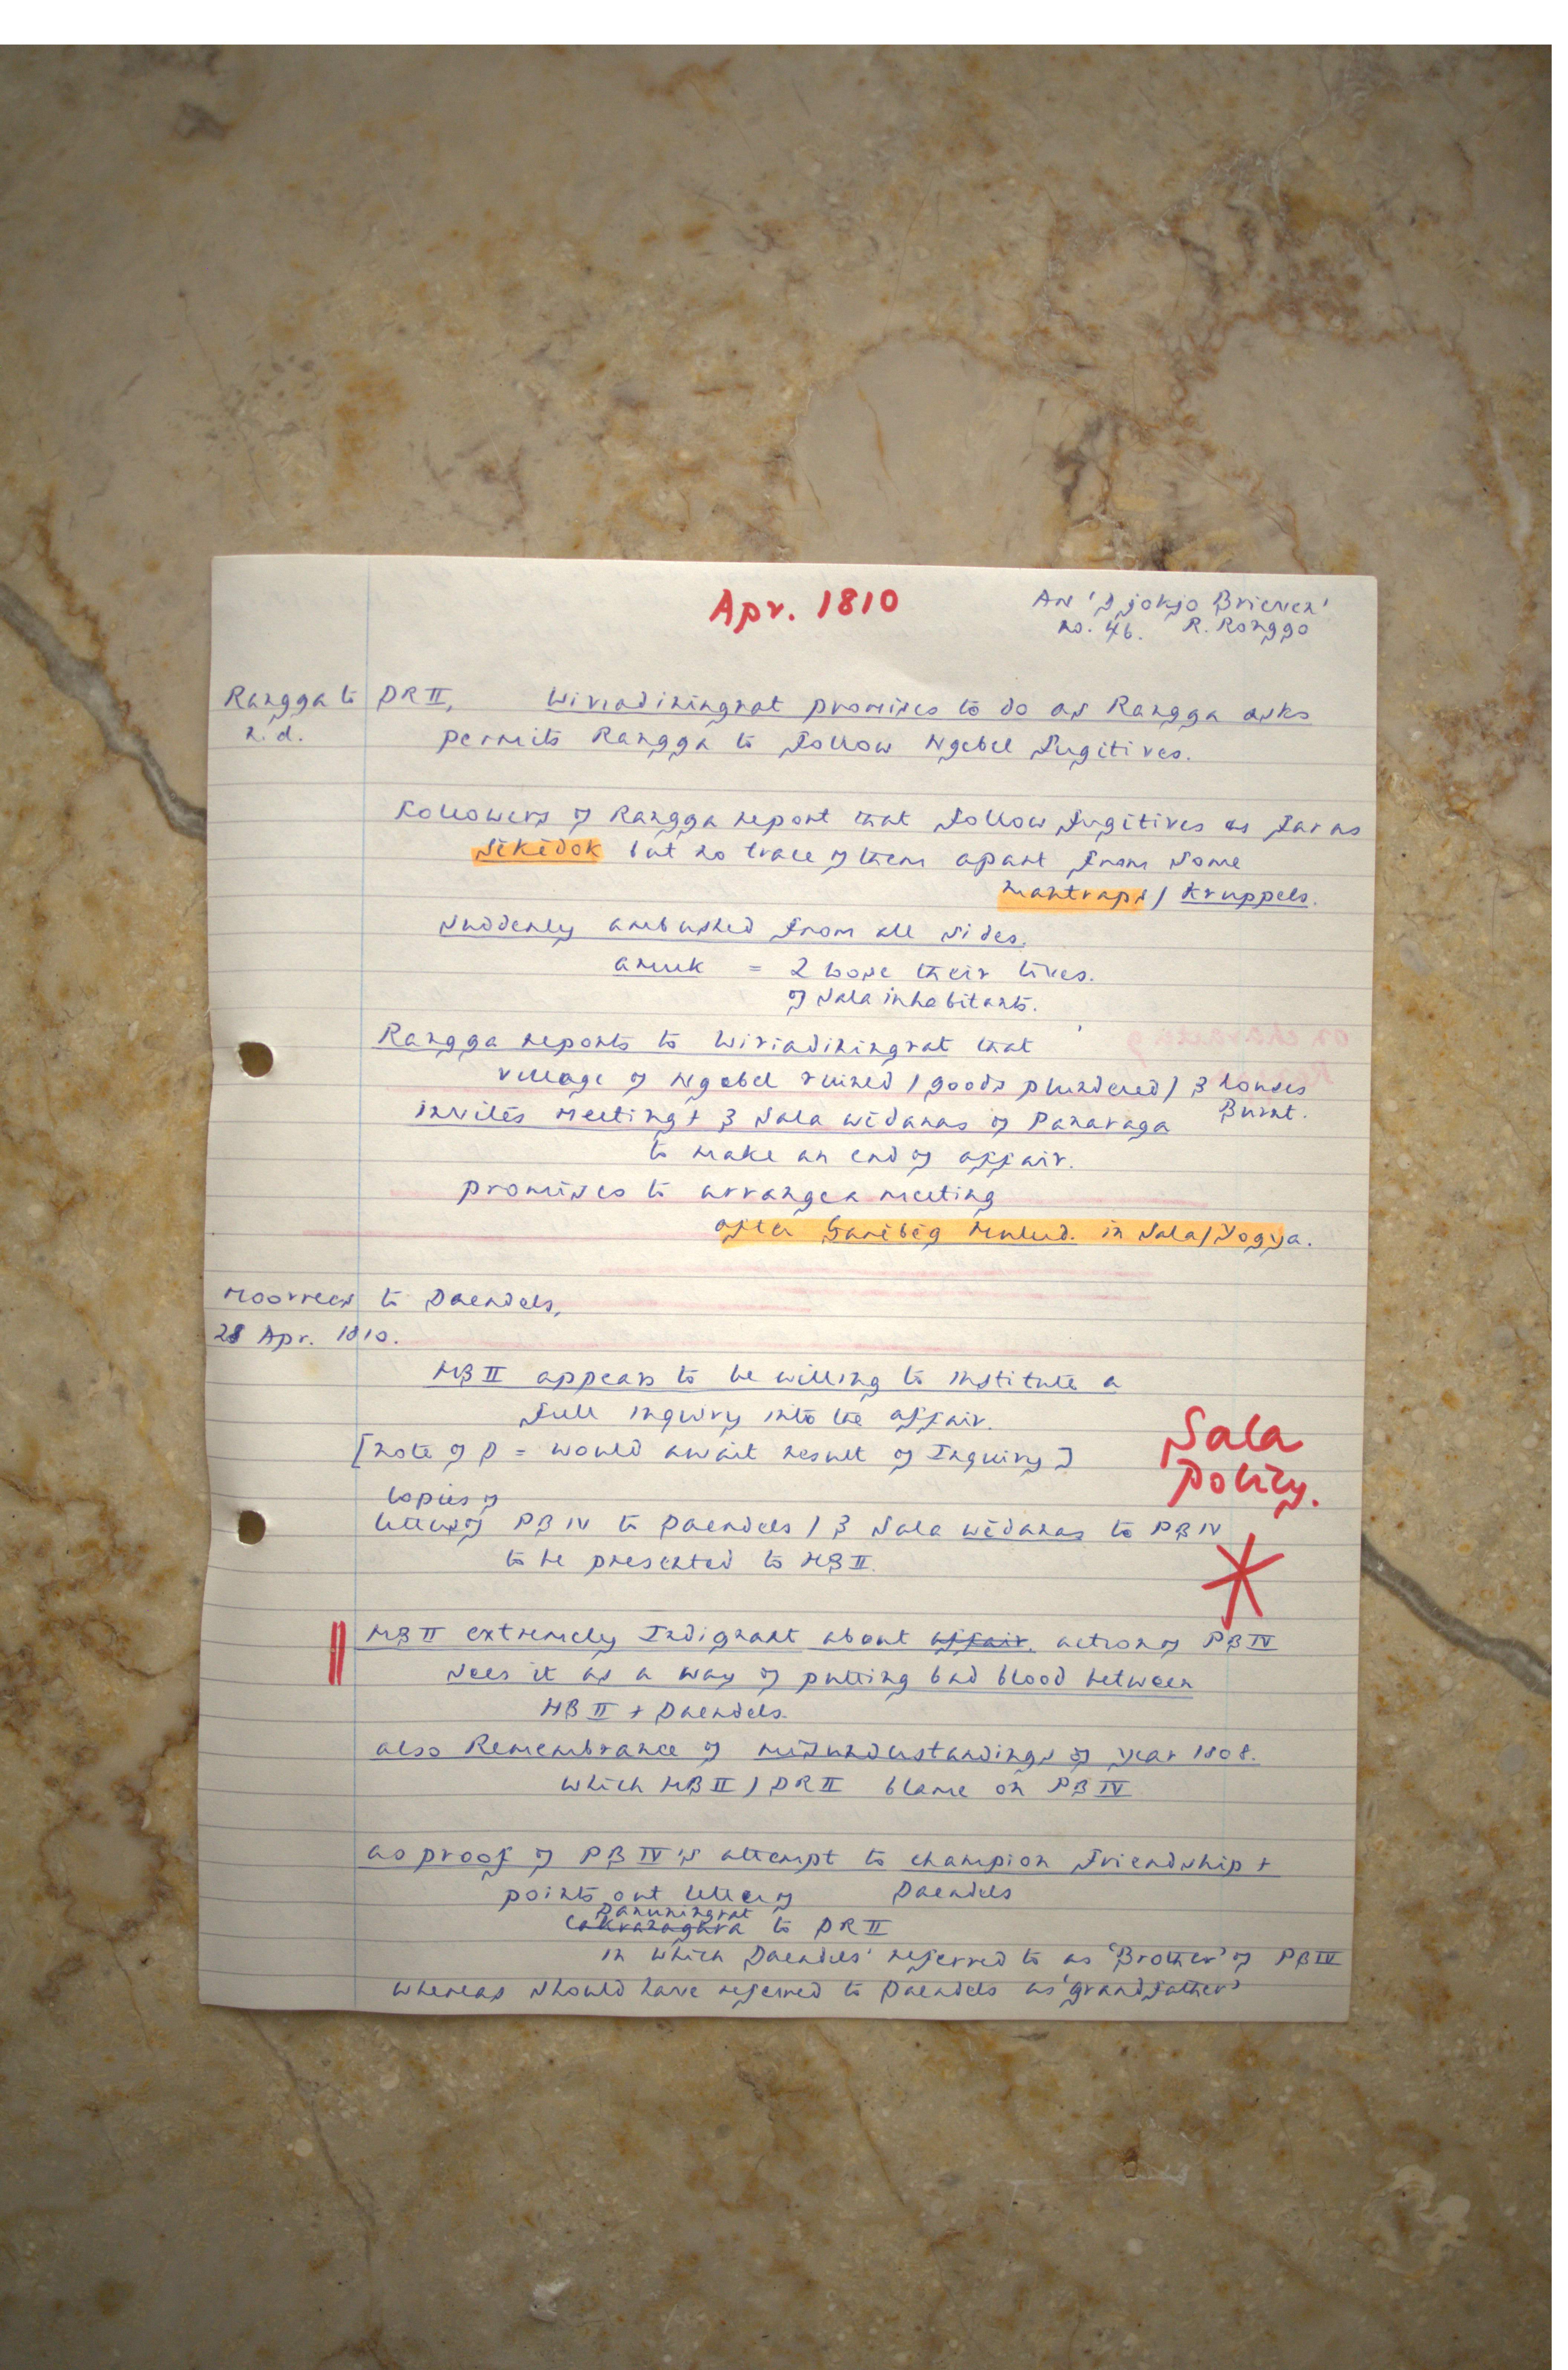 Apr. 1810
AN 'Djokjo Brieven'
no. 46. R. Ronggo
Rangga to DR II, Wiriadiningrat promises to do as Rangga asks
n.d. permits Rangga to follow Ngebel fugitives.
Followers of Rangga report that follow fugitives as far as
Sekedok but no trace of them apart from some
mantraps / Kruppels.
suddenly ambushed from all sides.
amuk = 2 lose their lives.
of Sala inhabitants.
Rangga reports to Wiriadiningrat that
village of Ngebel ruined / goods plundered / 3 houses
Burnt.
invites meeting + 3 Sala wĕdanas of Panaraga
to make an end of affair.
promises to arrange a meeting
after Garĕbĕg Mulud. in Sala / Yogya.
Moorrees to Daendels,
28 Apr. 1810.
HB II appears to be willing to institute a
full inquiry into the affair.
[note of D = would await result of Inquiry]
Sala
Policy.
copies of
letters of PB IV to Daendels / 3 Sala wĕdanas to PB IV
to be presented to HB II.
HB II extremely Indignant about affair. action of PB IV
sees it as a way of putting bad blood between
HB II + Daendels.
also Remembrance of misunderstandings of year 1808.
which HB II / DR II blame on PB IV
as proof of PB IV's attempt to champion friendship +
points out letter of Daendels
Danuningrat
Cakranagara to DR II
in which Daendels' referred to as 'Brother' of PB IV
whereas should have referred to Daendels as 'grandfather'